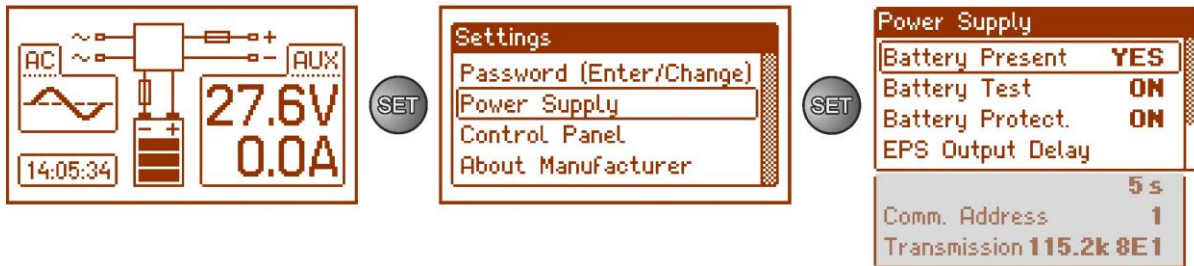 AC
AUX
27.6V
0.0A
14:05:34
SET
Settings
Password (Enter/Change)
Power Supply
Control Panel
About Manufacturer
SET
Power Supply
Battery Present YES
Battery Test ON
Battery Protect. ON
EPS Output Delay
5 s
Comm. Address 1
Transmission 115.2k 8E1